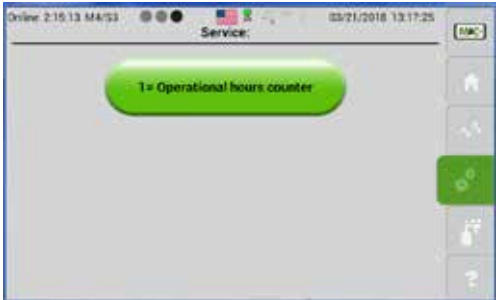 Online 2:15:13 M4/S3
03/21/2018 13:17:25
Service:
1= Operational hours counter
?